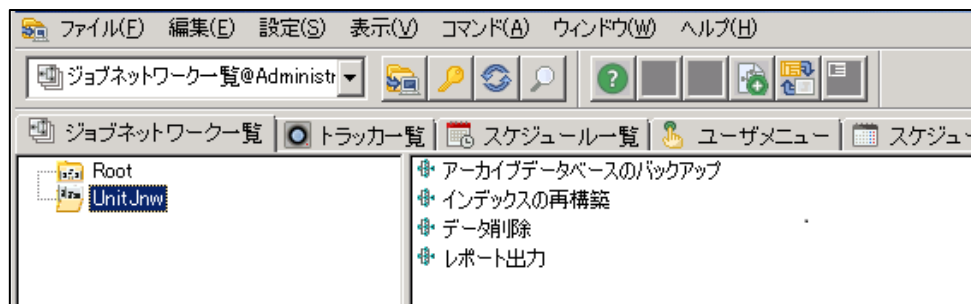 ファイル(F) 編集(E) 設定(S) 表示(V) コマンド(A) ウィンドウ(W) ヘルプ(H)
ジョブネットワーク一覧@Administr
ジョブネットワーク一覧 トラッカ一覧 スケジュール一覧 ユーザメニュー スケジュー
Root
UnitJnw
アーカイブデータベースのバックアップ
インデックスの再構築
データ削除
レポート出力